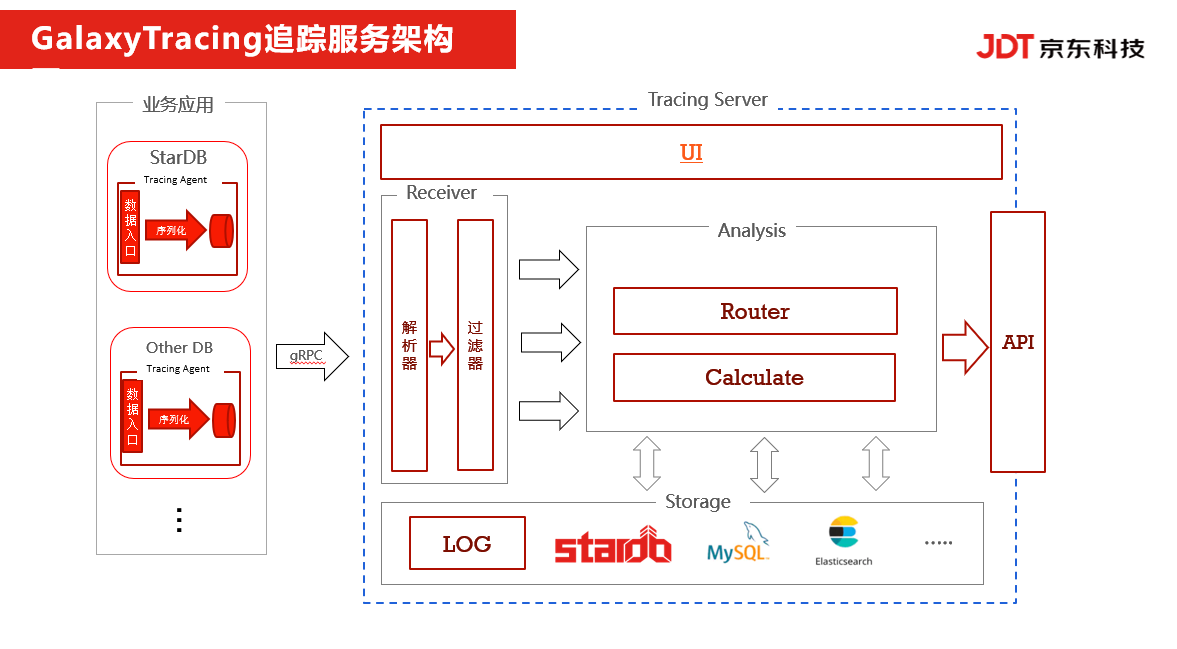 GalaxyTracing追踪服务架构
JDT 京东科技
业务应用
StarDB
Tracing Agent
数据入口
序列化
Other DB
Tracing Agent
数据入口
序列化
⋮
gRPC
Tracing Server
UI
Receiver
解析器
过滤器
Analysis
Router
Calculate
API
Storage
LOG
stardb
MySQL
Elasticsearch
.....